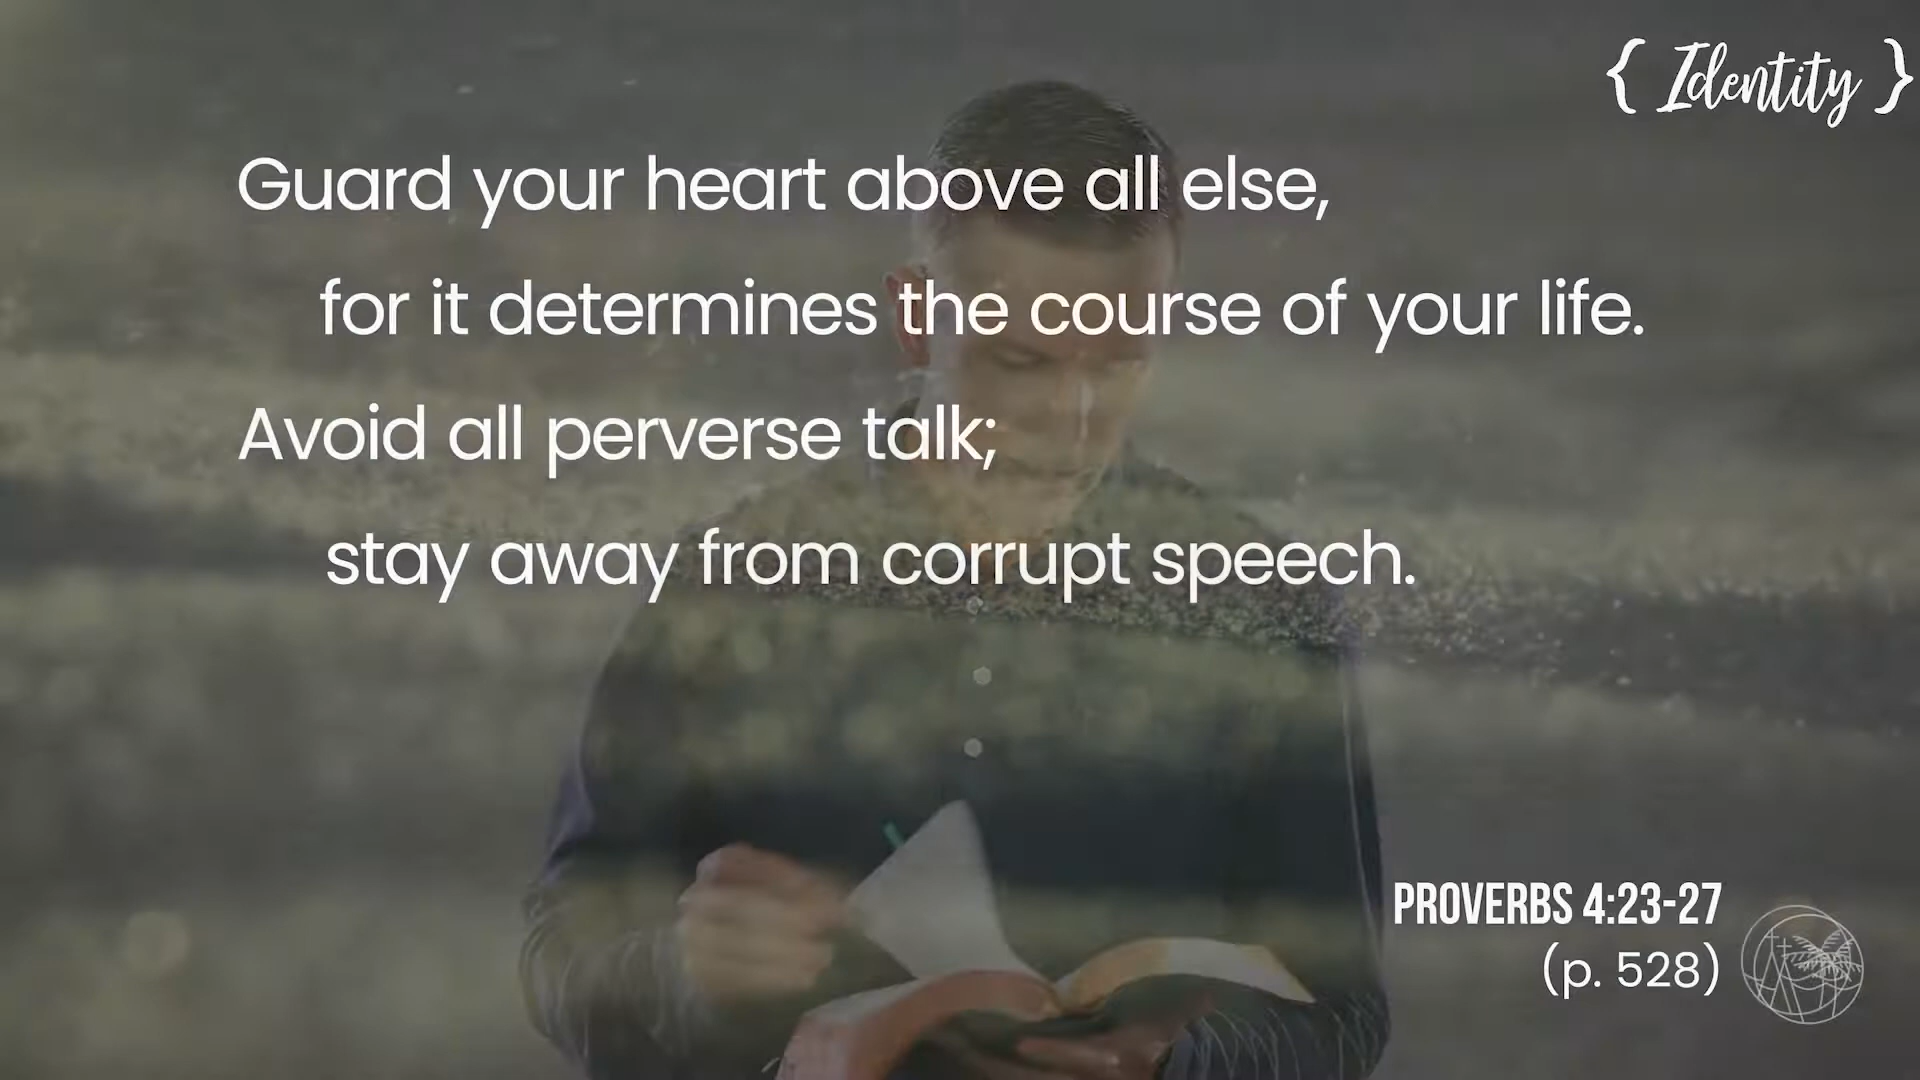 { Identity }
Guard your heart above all else,
for it determines the course of your life.
Avoid all perverse talk;
stay away from corrupt speech.
PROVERBS 4:23-27
(p. 528)